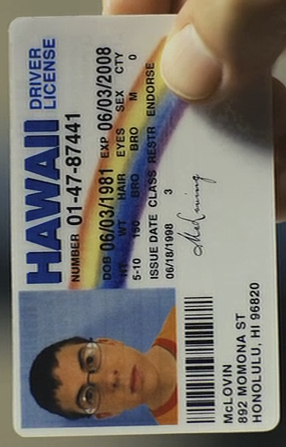 HAWAII DRIVER LICENSE
NUMBER 01-47-87441
DOB 06/03/1981 EXP 06/03/2008
HT WT HAIR EYES SEX CTY
5-10 150 BRO BRO M 0
ISSUE DATE CLASS RESTR ENDORSE
06/18/1998 3
McLovin
McLOVIN
892 MOMONA ST
HONOLULU, HI 96820